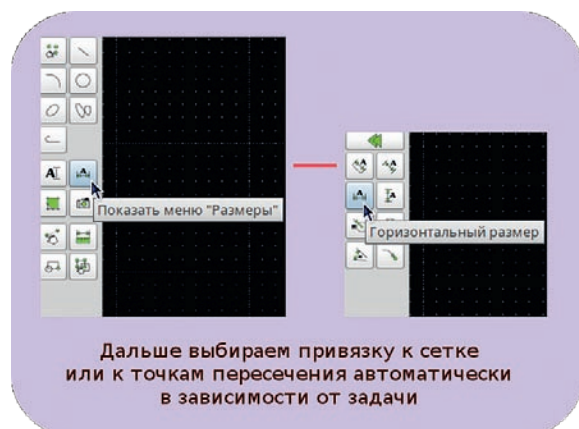 Показать меню "Размеры"
Горизонтальный размер
Дальше выбираем привязку к сетке
или к точкам пересечения автоматически
в зависимости от задачи